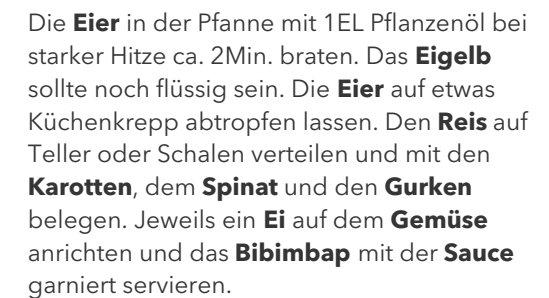 Die Eier in der Pfanne mit 1EL Pflanzenöl bei
starker Hitze ca. 2Min. braten. Das Eigelb
sollte noch flüssig sein. Die Eier auf etwas
Küchenkrepp abtropfen lassen. Den Reis auf
Teller oder Schalen verteilen und mit den
Karotten, dem Spinat und den Gurken
belegen. Jeweils ein Ei auf dem Gemüse
anrichten und das Bibimbap mit der Sauce
garniert servieren.